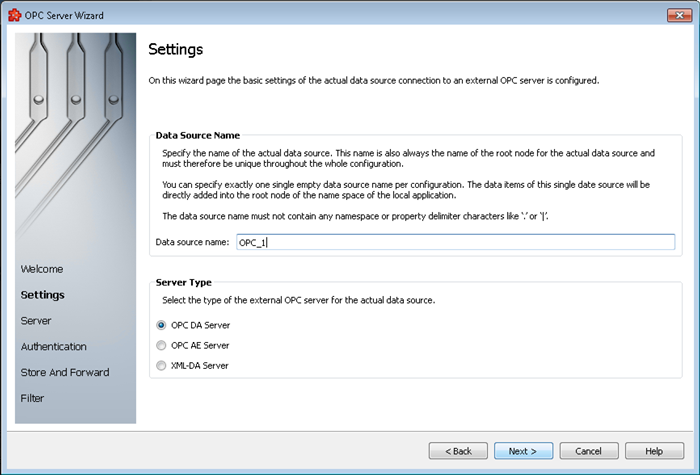 OPC Server Wizard
Settings
On this wizard page the basic settings of the actual data source connection to an external OPC server is configured.
Data Source Name
Specify the name of the actual data source. This name is also always the name of the root node for the actual data source and
must therefore be unique throughout the whole configuration.
You can specify exactly one single empty data source name per configuration. The data items of this single date source will be
directly added into the root node of the name space of the local application.
The data source name must not contain any namespace or property delimiter characters like '.' or '|'.
Data source name: OPC_1
Server Type
Select the type of the external OPC server for the actual data source.
OPC DA Server
OPC AE Server
XML-DA Server
Welcome
Settings
Server
Authentication
Store And Forward
Filter
< Back
Next >
Cancel
Help